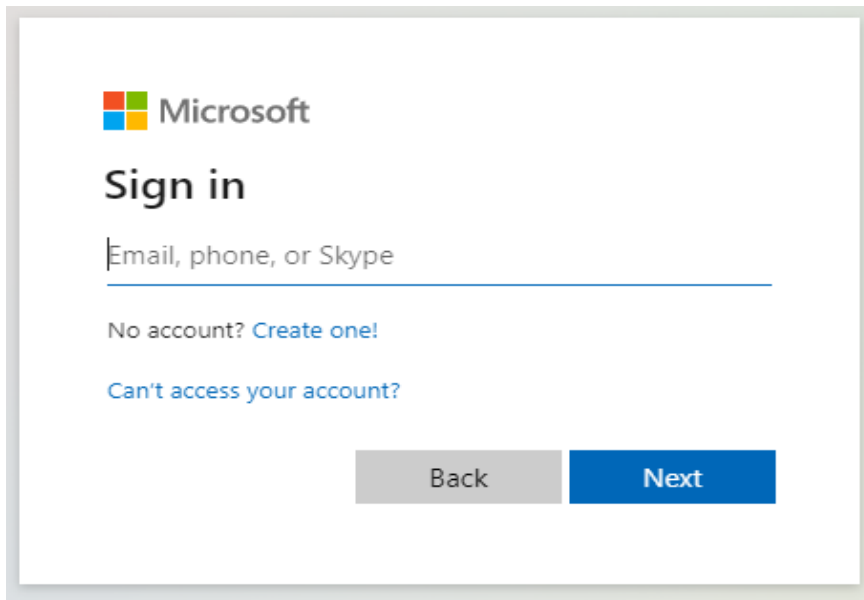 Microsoft
Sign in
Email, phone, or Skype
No account? Create one!
Can't access your account?
Back Next